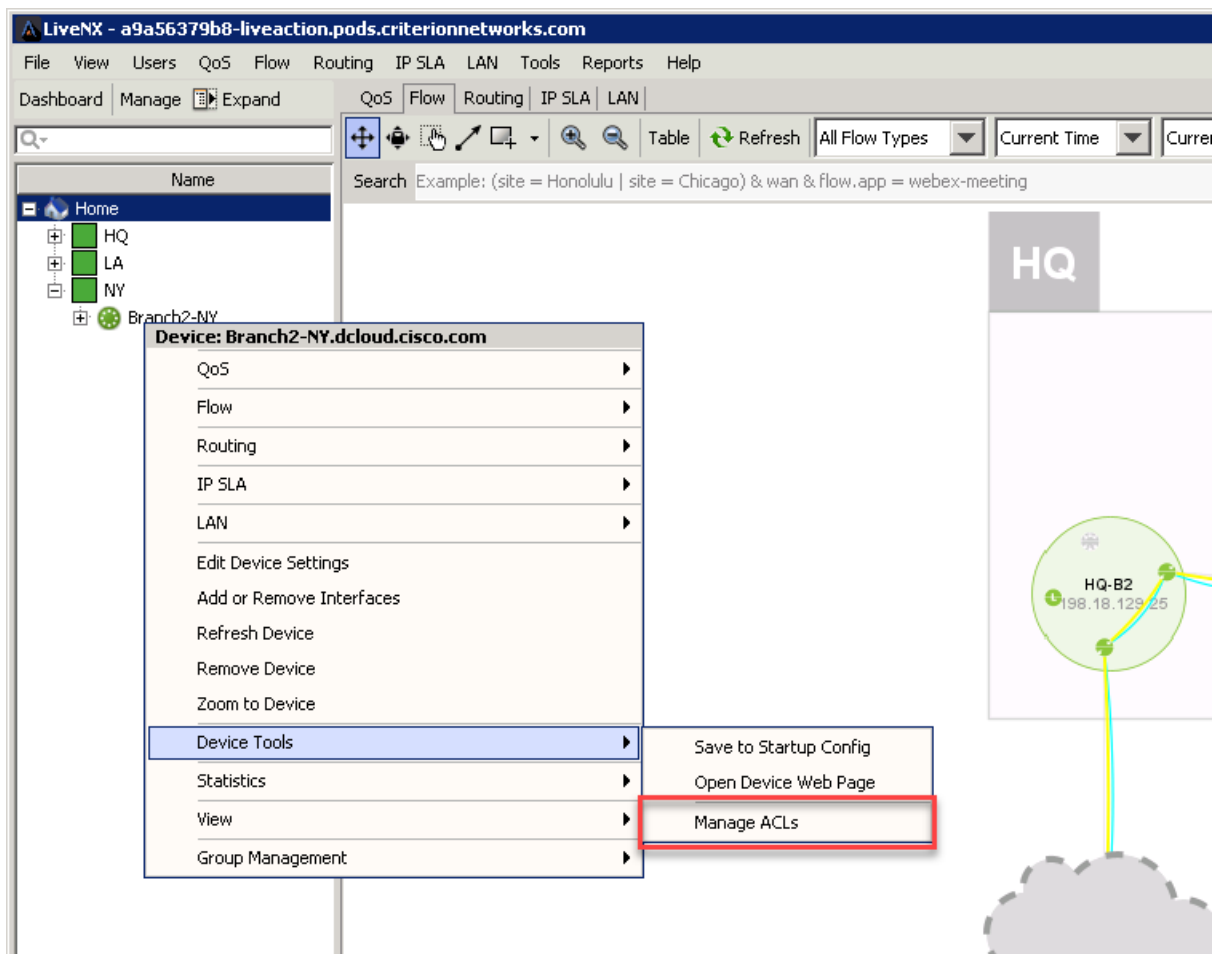 LiveNX - a9a56379b8-liveaction.pods.criterionnetworks.com
File View Users QoS Flow Routing IP SLA LAN Tools Reports Help
Dashboard Manage Expand QoS Flow Routing IP SLA LAN
Table Refresh All Flow Types Current Time Curre
Name
Search Example: (site = Honolulu | site = Chicago) & wan & flow.app = webex-meeting
Home
HQ
LA
NY
Branch2-NY
Device: Branch2-NY.dcloud.cisco.com
QoS
Flow
Routing
IP SLA
LAN
Edit Device Settings
Add or Remove Interfaces
Refresh Device
Remove Device
Zoom to Device
Device Tools
Statistics
View
Group Management
Save to Startup Config
Open Device Web Page
Manage ACLs
HQ
HQ-B2
198.18.129.25